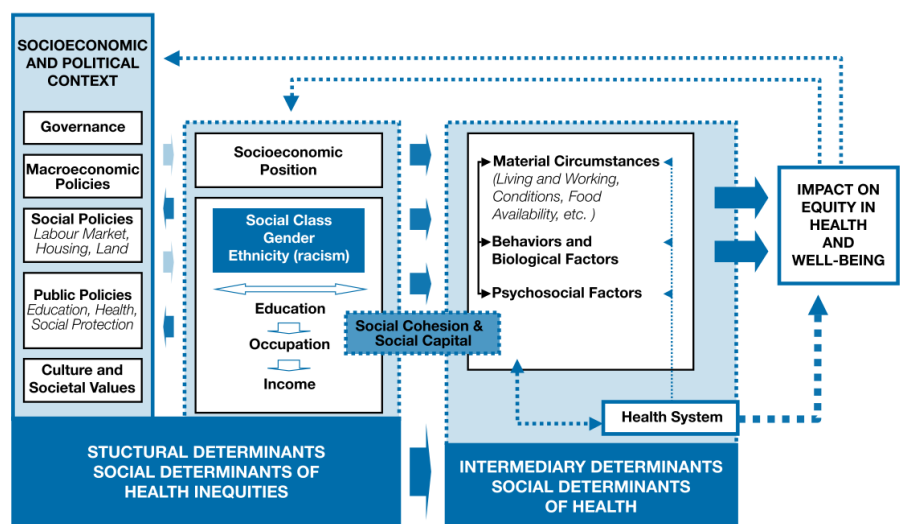 SOCIOECONOMIC
AND POLITICAL
CONTEXT
Governance
Macroeconomic
Policies
Social Policies
Labour Market,
Housing, Land
Public Policies
Education, Health,
Social Protection
Culture and
Societal Values
Socioeconomic
Position
Social Class
Gender
Ethnicity (racism)
Education
Occupation
Income
Social Cohesion &
Social Capital
Material Circumstances
(Living and Working,
Conditions, Food
Availability, etc. )
Behaviors and
Biological Factors
Psychosocial Factors
Health System
IMPACT ON
EQUITY IN
HEALTH
AND
WELL-BEING
STUCTURAL DETERMINANTS
SOCIAL DETERMINANTS OF
HEALTH INEQUITIES
INTERMEDIARY DETERMINANTS
SOCIAL DETERMINANTS
OF HEALTH